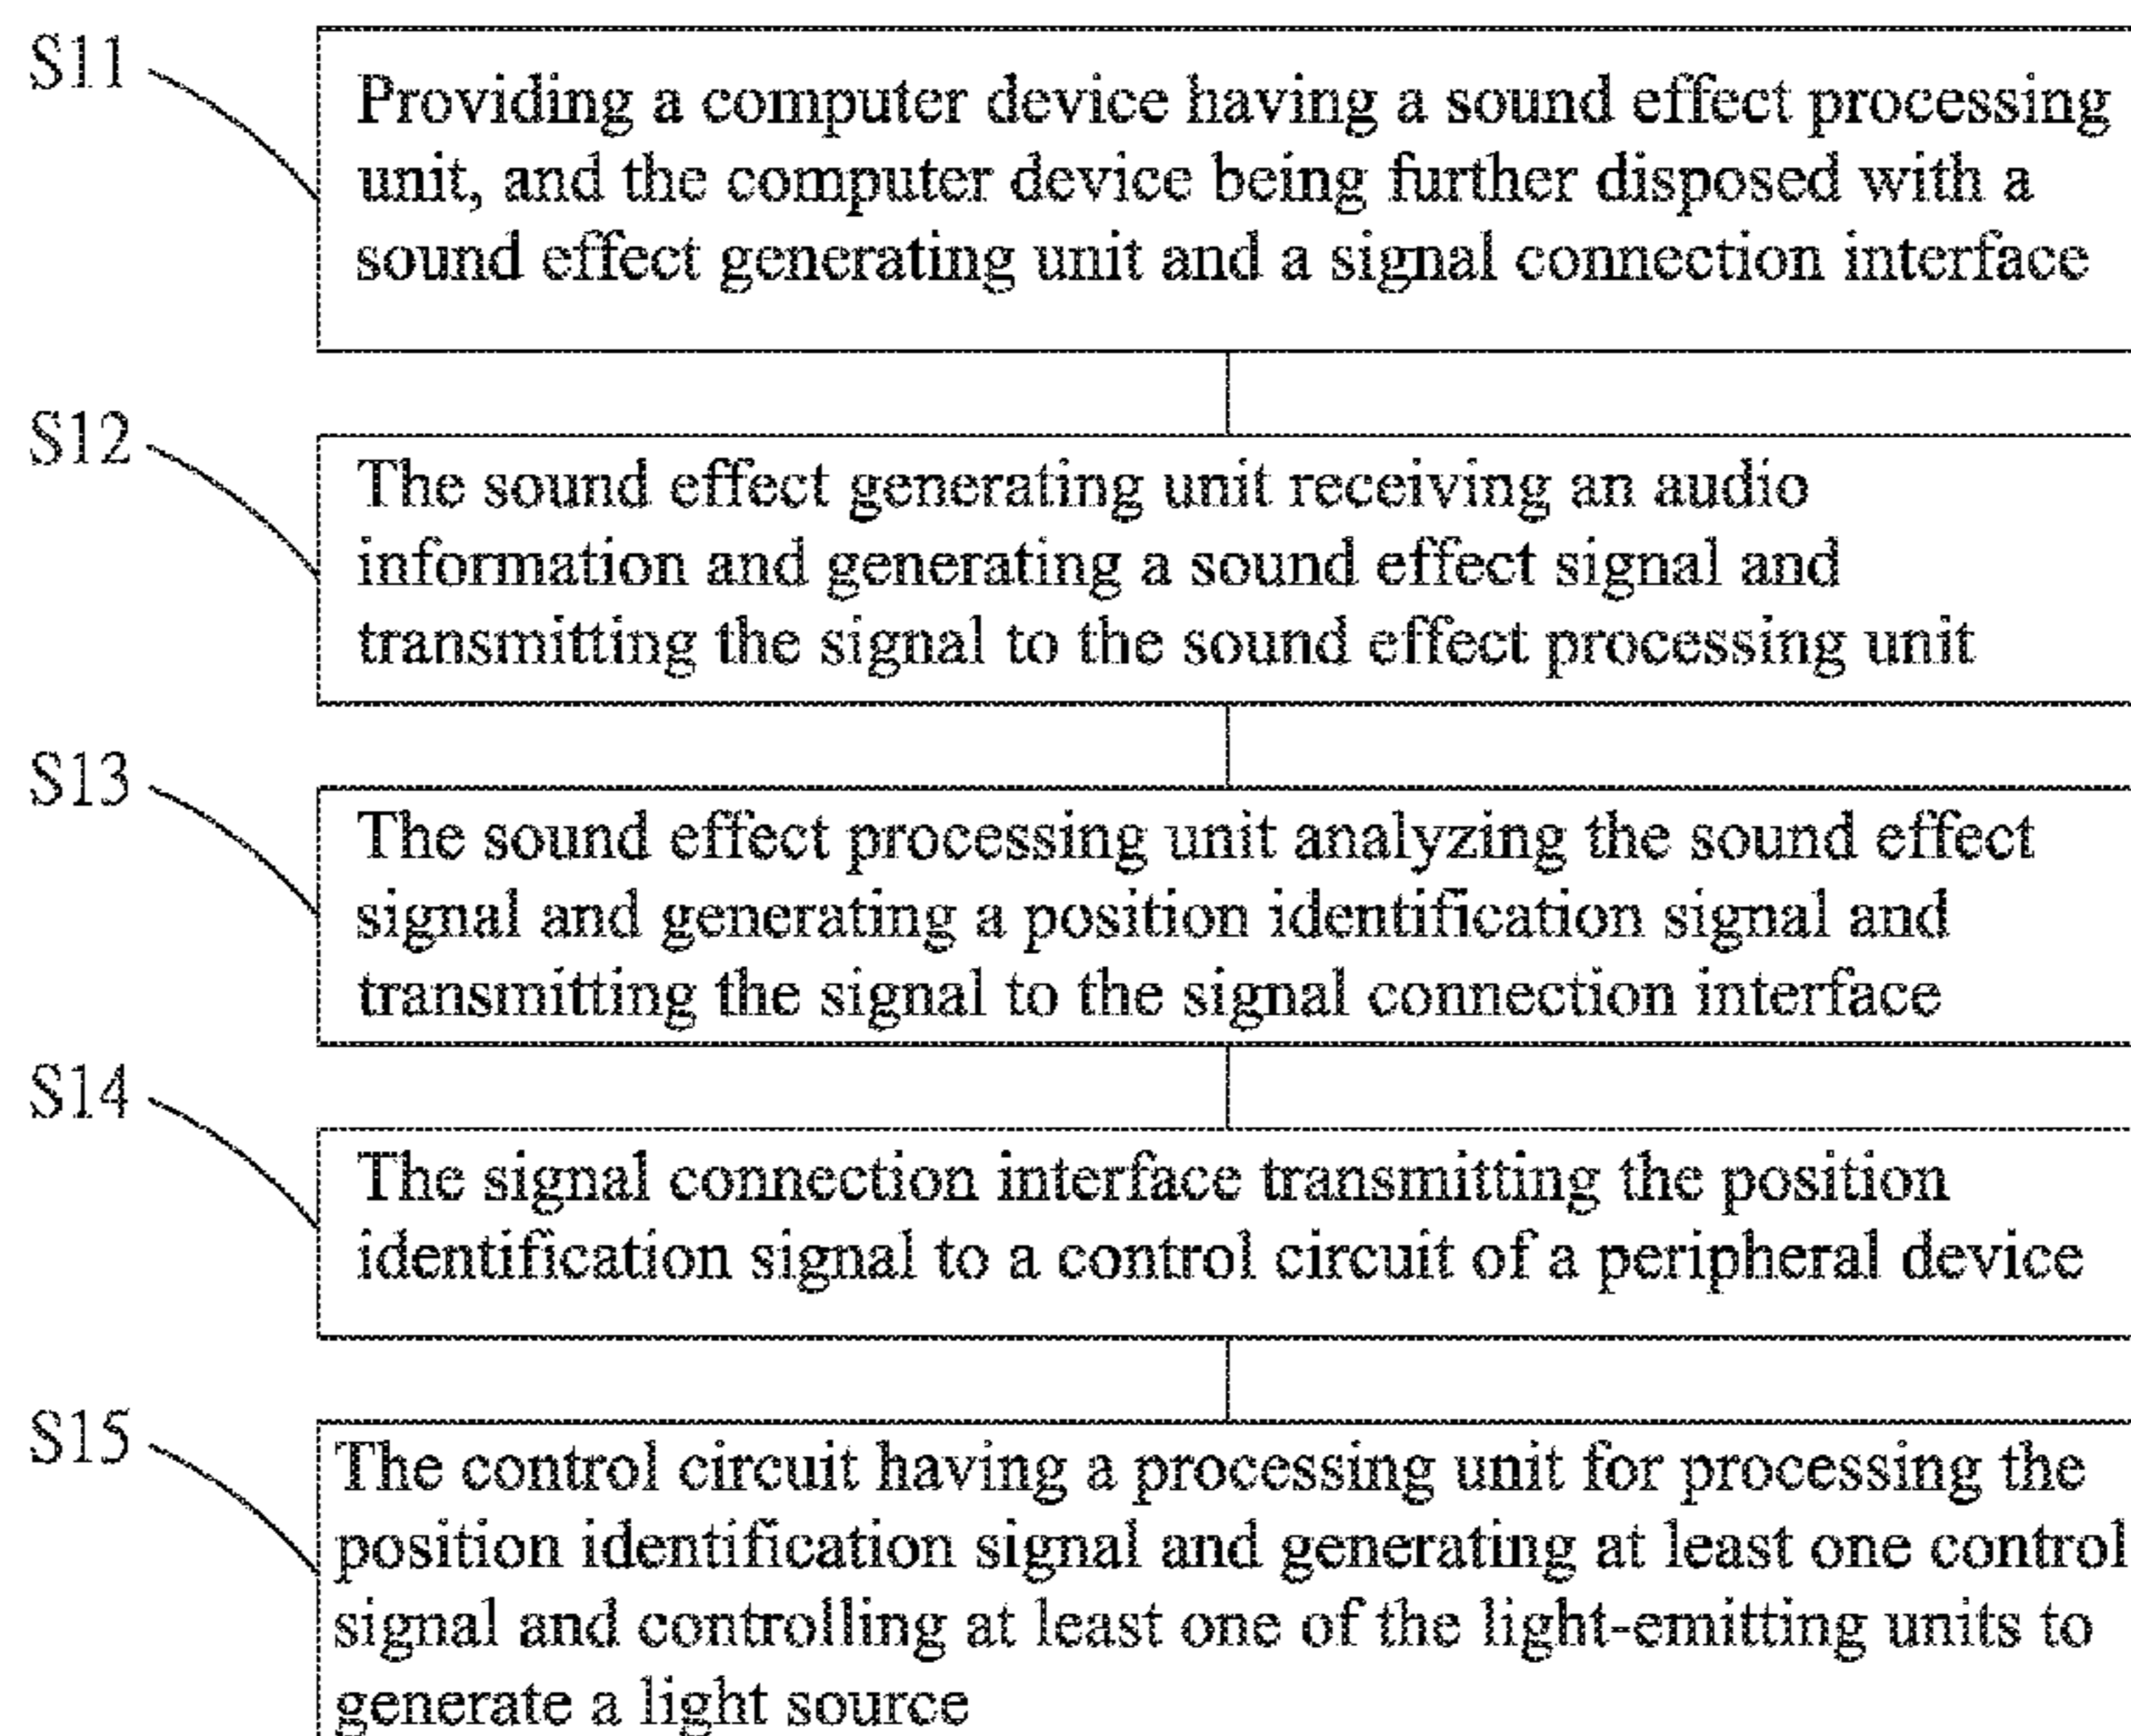 S11
Providing a computer device having a sound effect processing
unit, and the computer device being further disposed with a
sound effect generating unit and a signal connection interface
S12
The sound effect generating unit receiving an audio
information and generating a sound effect signal and
transmitting the signal to the sound effect processing unit
S13
The sound effect processing unit analyzing the sound effect
signal and generating a position identification signal and
transmitting the signal to the signal connection interface
S14
The signal connection interface transmitting the position
identification signal to a control circuit of a peripheral device
S15
The control circuit having a processing unit for processing the
position identification signal and generating at least one control
signal and controlling at least one of the light-emitting units to
generate a light source